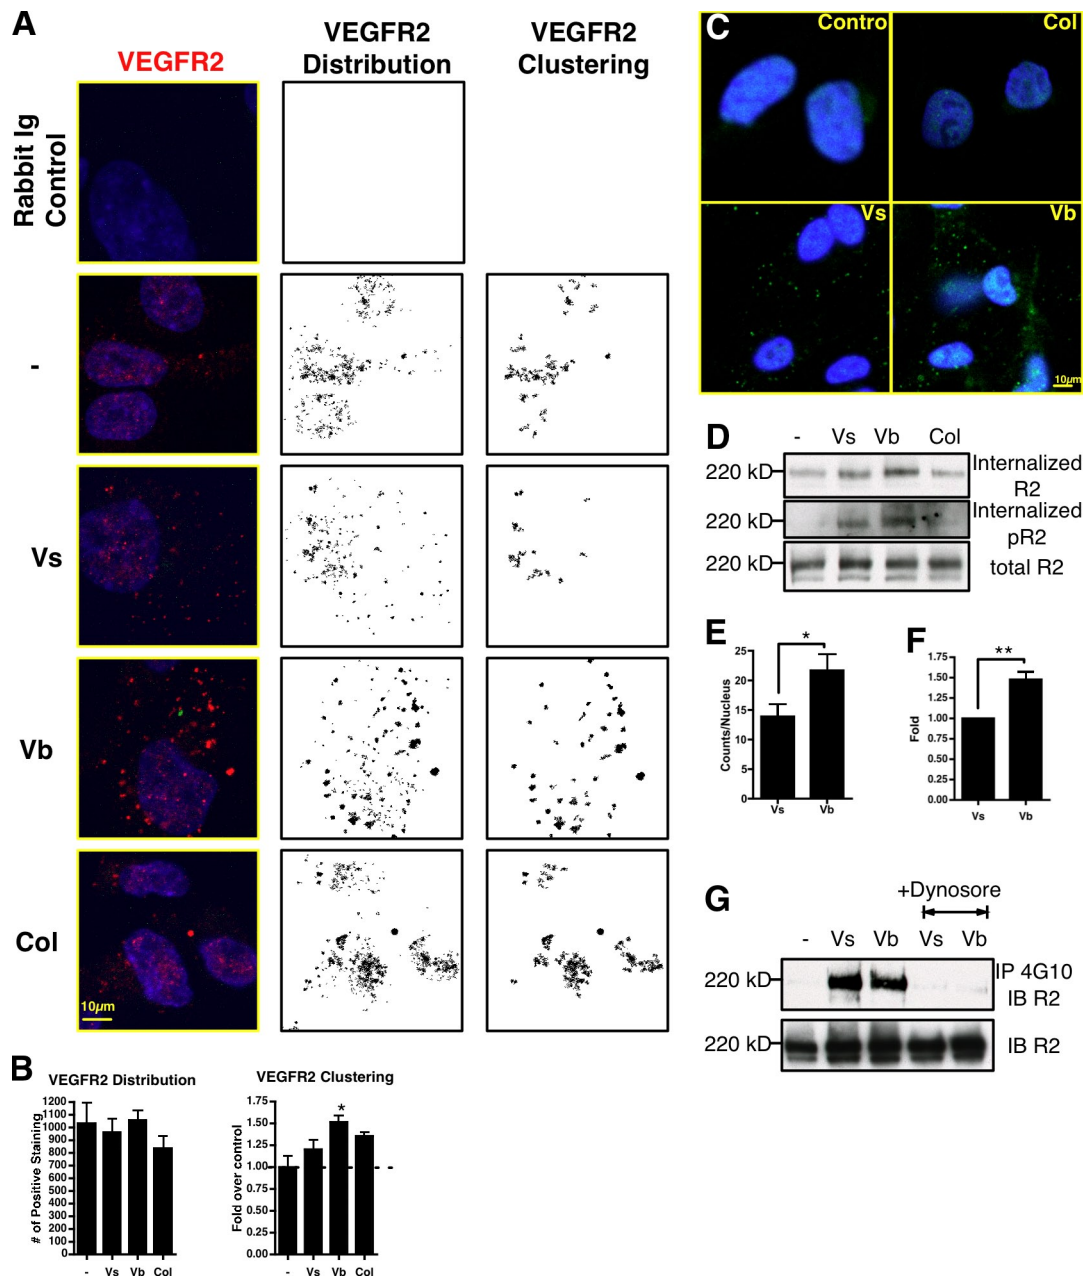 A
VEGFR2
VEGFR2
Distribution
VEGFR2
Clustering
Rabbit Ig
Control
-
Vs
Vb
Col
10µm
B
VEGFR2 Distribution
# of Positive Staining
1200
1100
1000
900
800
700
600
500
400
300
200
100
0
- Vs Vb Col
VEGFR2 Clustering
Fold over control
1.75
1.50
1.25
1.00
0.75
0.50
0.25
0.00
*
- Vs Vb Col
C
Contro
Col
Vs
Vb
10µm
D
- Vs Vb Col
220 kD
Internalized
R2
220 kD
Internalized
pR2
220 kD
total R2
E
Counts/Nucleus
25
20
15
10
5
0
*
Vs Vb
F
Fold
1.75
1.50
1.25
1.00
0.75
0.50
0.25
0.00
**
Vs Vb
G
+Dynosore
- Vs Vb Vs Vb
220 kD
IP 4G10
IB R2
220 kD
IB R2